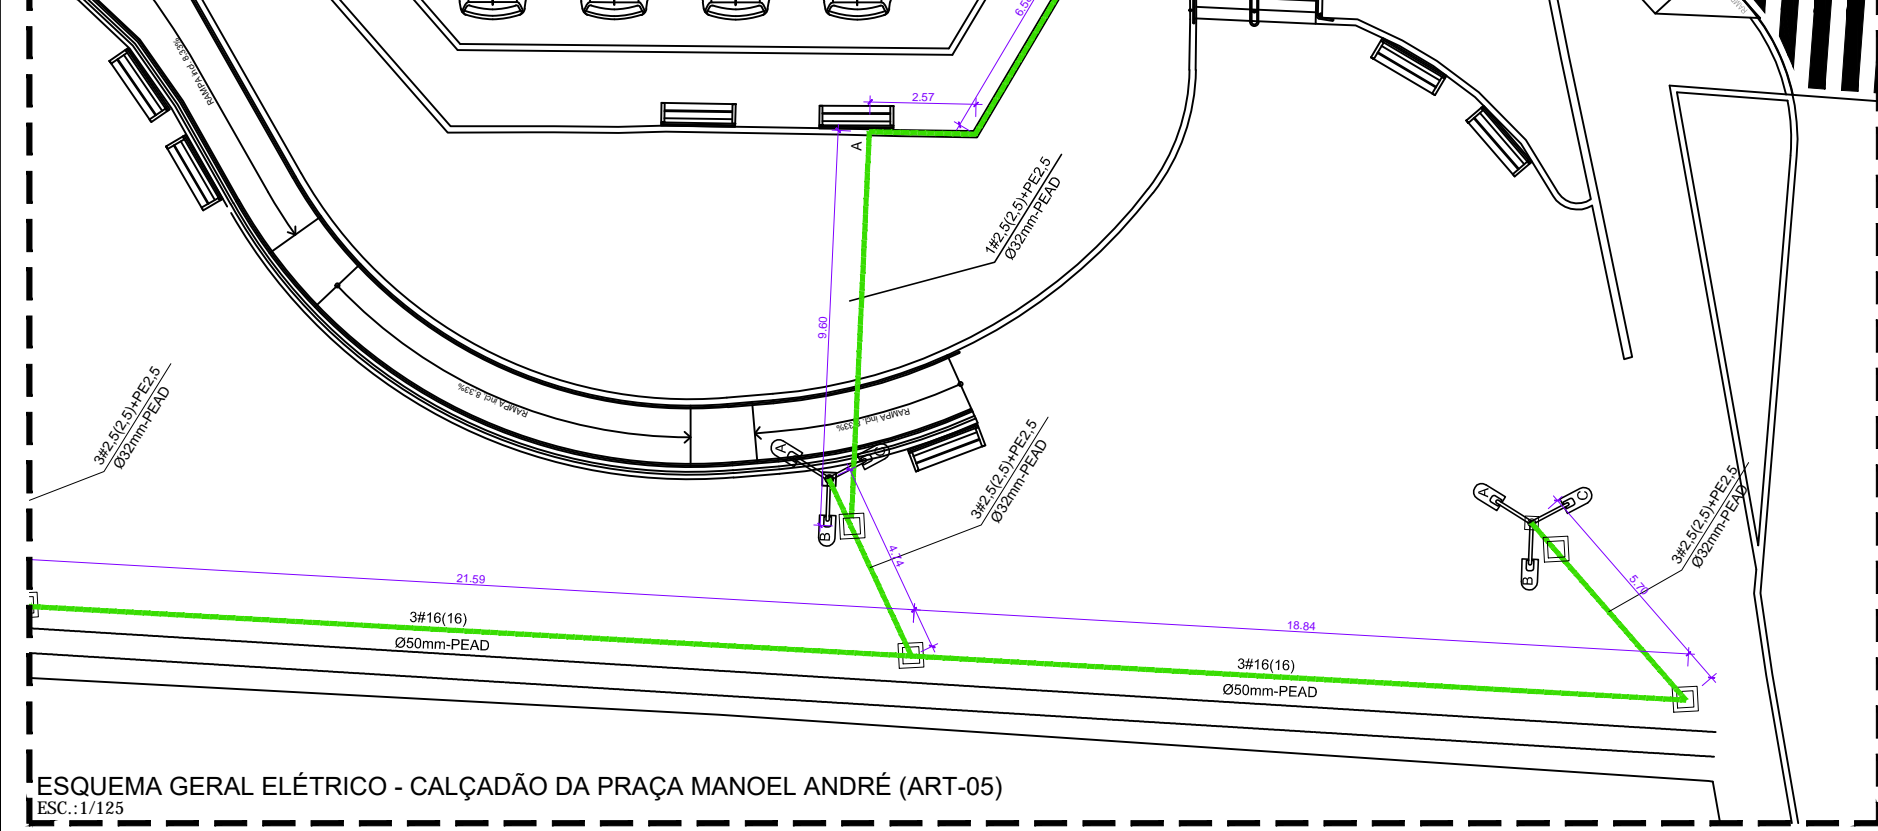 6.58
RAMPA incl. 8.33%
2.57
A
1#2,5(2,5)+PE2,5
Ø32mm-PEAD
9.60
3#2,5(2,5)+PE2,5
Ø32mm-PEAD
RAMPA incl. 8.33%
RAMPA incl. 8.33%
A
C
B
3#2,5(2,5)+PE2,5
Ø32mm-PEAD
4.74
A
C
B
3#2,5(2,5)+PE2,5
Ø32mm-PEAD
5.70
21.59
3#16(16)
Ø50mm-PEAD
18.84
3#16(16)
Ø50mm-PEAD
ESQUEMA GERAL ELÉTRICO - CALÇADÃO DA PRAÇA MANOEL ANDRÉ (ART-05)
ESC.:1/125